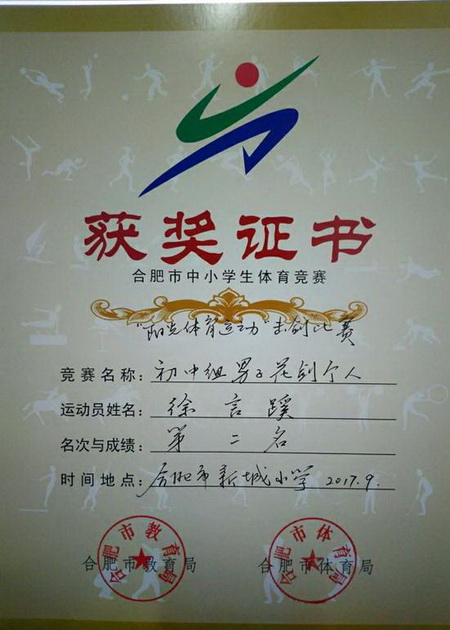 获奖证书
合肥市中小学生体育竞赛
"阳光体育运动"击剑比赛
竞赛名称：初中组男子花剑个人
运动员姓名：徐言蹊
名次与成绩：第二名
时间地点：合肥市新城小学 2017.9.
合肥市教育局 合肥市体育局
合肥市教育局 合肥市体育局